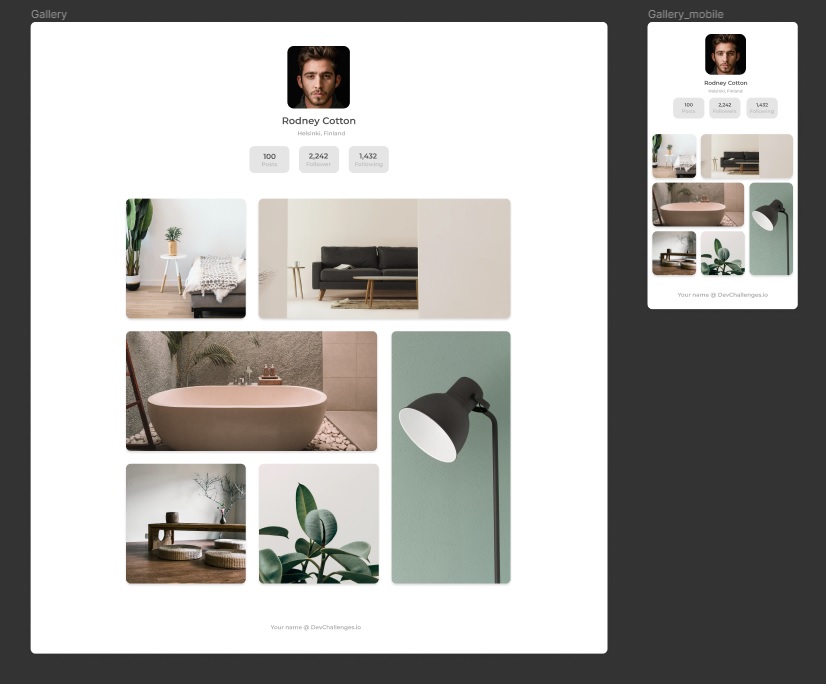 Gallery
Rodney Cotton
Helsinki, Finland
100
Posts
2,242
Follower
1,432
Following
Your name @ DevChallenges.io
Gallery_mobile
Rodney Cotton
Helsinki, Finland
100
Posts
2,242
Followers
1,432
Following
Your name @ DevChallenges.io